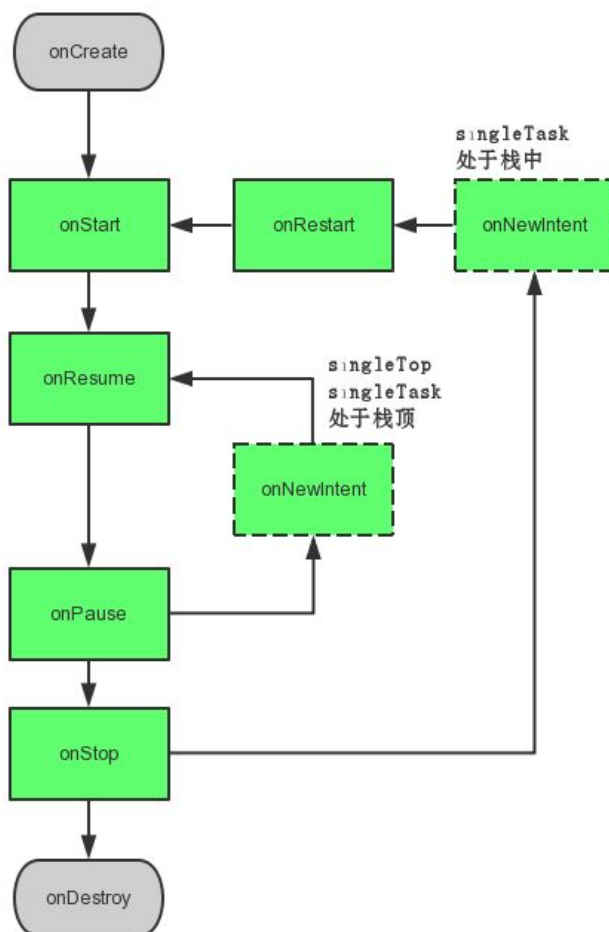 onCreate
singleTask
处于栈中
onStart
onRestart
onNewIntent
onResume
singleTop
singleTask
处于栈顶
onNewIntent
onPause
onStop
onDestroy